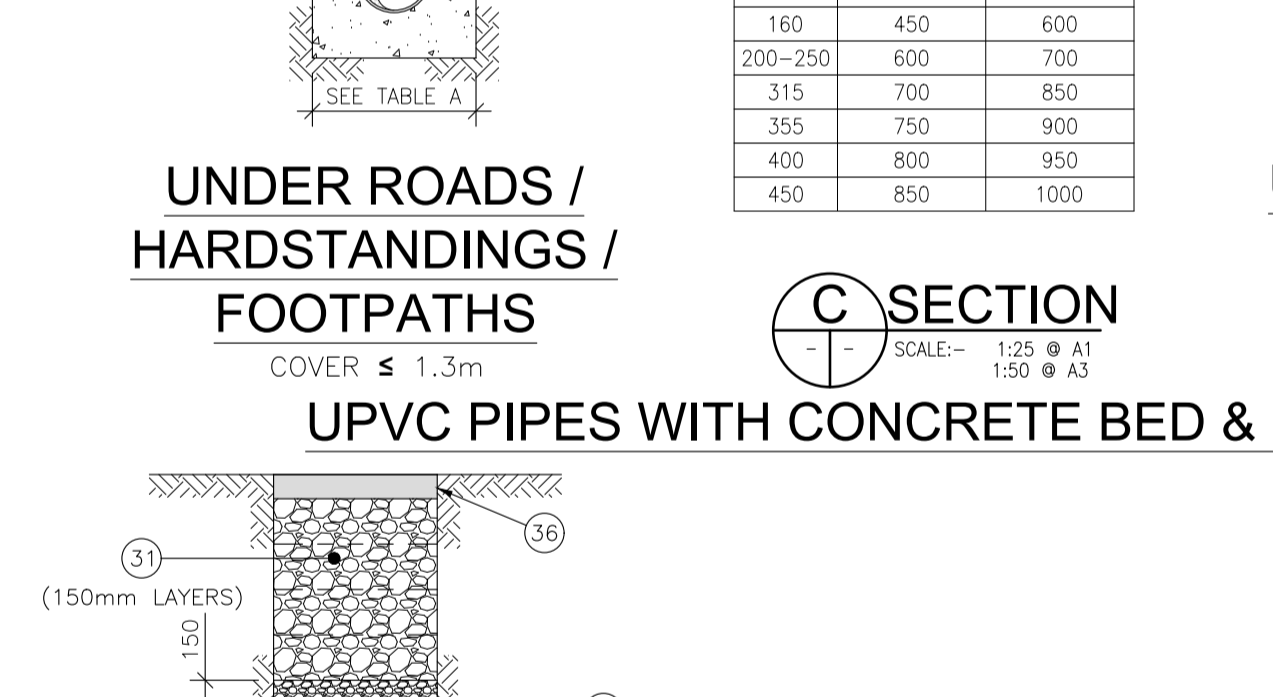 SEE TABLE A
UNDER ROADS /
HARDSTANDINGS /
FOOTPATHS
COVER ≤ 1.3m
160 450 600
200-250 600 700
315 700 850
355 750 900
400 800 950
450 850 1000
C SECTION
- - SCALE:- 1:25 @ A1
1:50 @ A3
UPVC PIPES WITH CONCRETE BED &
36
31
(150mm LAYERS)
150